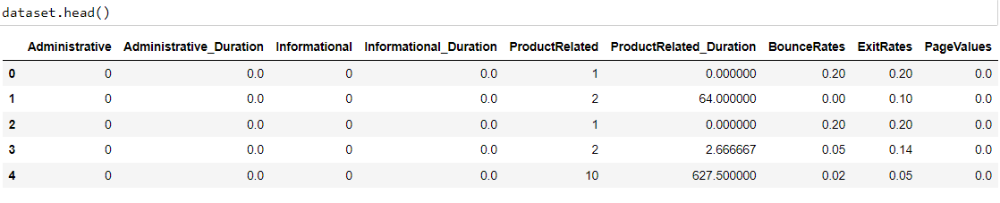 dataset.head()
Administrative Administrative_Duration Informational Informational_Duration ProductRelated ProductRelated_Duration BounceRates ExitRates PageValues
0 0 0.0 0 0.0 1 0.000000 0.20 0.20 0.0
1 0 0.0 0 0.0 2 64.000000 0.00 0.10 0.0
2 0 0.0 0 0.0 1 0.000000 0.20 0.20 0.0
3 0 0.0 0 0.0 2 2.666667 0.05 0.14 0.0
4 0 0.0 0 0.0 10 627.500000 0.02 0.05 0.0